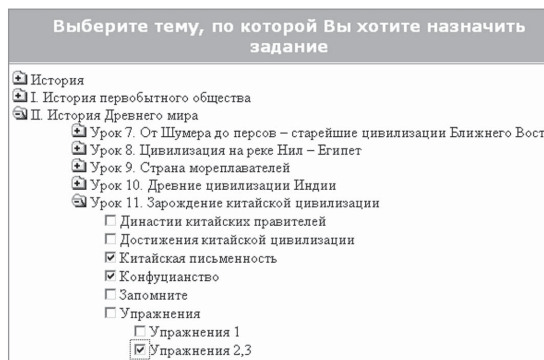 Выберите тему, по которой Вы хотите назначить
задание
История
I. История первобытного общества
II. История Древнего мира
Урок 7. От Шумера до персов – старейшие цивилизации Ближнего Вост
Урок 8. Цивилизация на реке Нил – Египет
Урок 9. Страна мореплавателей
Урок 10. Древние цивилизации Индии
Урок 11. Зарождение китайской цивилизации
Династии китайских правителей
Достижения китайской цивилизации
Китайская письменность
Конфуцианство
Запомните
Упражнения
Упражнения 1
Упражнения 2,3